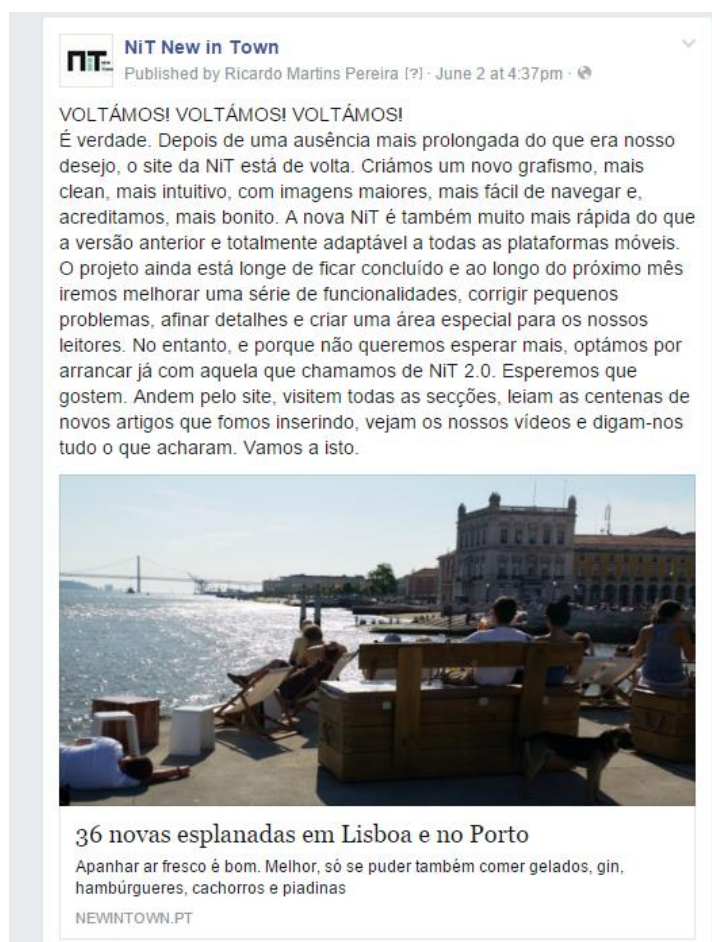 NiT NEW IN TOWN
NiT New in Town
Published by Ricardo Martins Pereira [?] · June 2 at 4:37pm ·
VOLTÁMOS! VOLTÁMOS! VOLTÁMOS!
É verdade. Depois de uma ausência mais prolongada do que era nosso
desejo, o site da NiT está de volta. Criámos um novo grafismo, mais
clean, mais intuitivo, com imagens maiores, mais fácil de navegar e,
acreditamos, mais bonito. A nova NiT é também muito mais rápida do que
a versão anterior e totalmente adaptável a todas as plataformas móveis.
O projeto ainda está longe de ficar concluído e ao longo do próximo mês
iremos melhorar uma série de funcionalidades, corrigir pequenos
problemas, afinar detalhes e criar uma área especial para os nossos
leitores. No entanto, e porque não queremos esperar mais, optámos por
arrancar já com aquela que chamamos de NiT 2.0. Esperemos que
gostem. Andem pelo site, visitem todas as secções, leiam as centenas de
novos artigos que fomos inserindo, vejam os nossos vídeos e digam-nos
tudo o que acharam. Vamos a isto.
36 novas esplanadas em Lisboa e no Porto
Apanhar ar fresco é bom. Melhor, só se puder também comer gelados, gin,
hambúrgueres, cachorros e piadinas
NEWINTOWN.PT